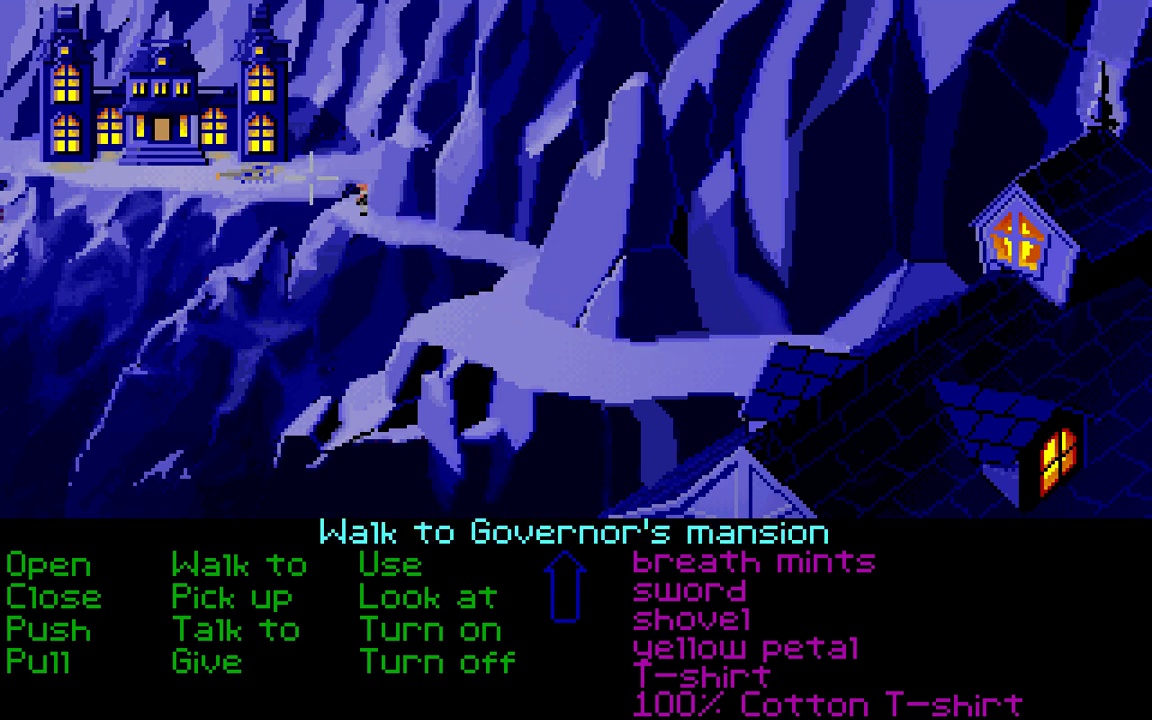 Walk to Governor's mansion
Open Walk to Use
Close Pick up Look at
Push Talk to Turn on
Pull Give Turn off
breath mints
sword
shovel
yellow petal
T-shirt
100% Cotton T-shirt